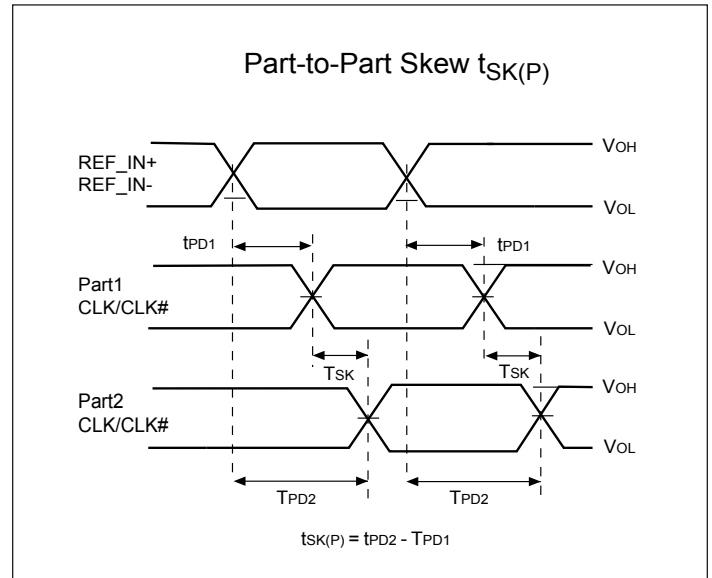 Part-to-Part Skew tSK(P)
REF_IN+
REF_IN-
VOH
VOL
tPD1
tPD1
Part1
CLK/CLK#
VOH
VOL
TSK
TSK
Part2
CLK/CLK#
VOH
VOL
TPD2
TPD2
tSK(P) = tPD2 - TPD1